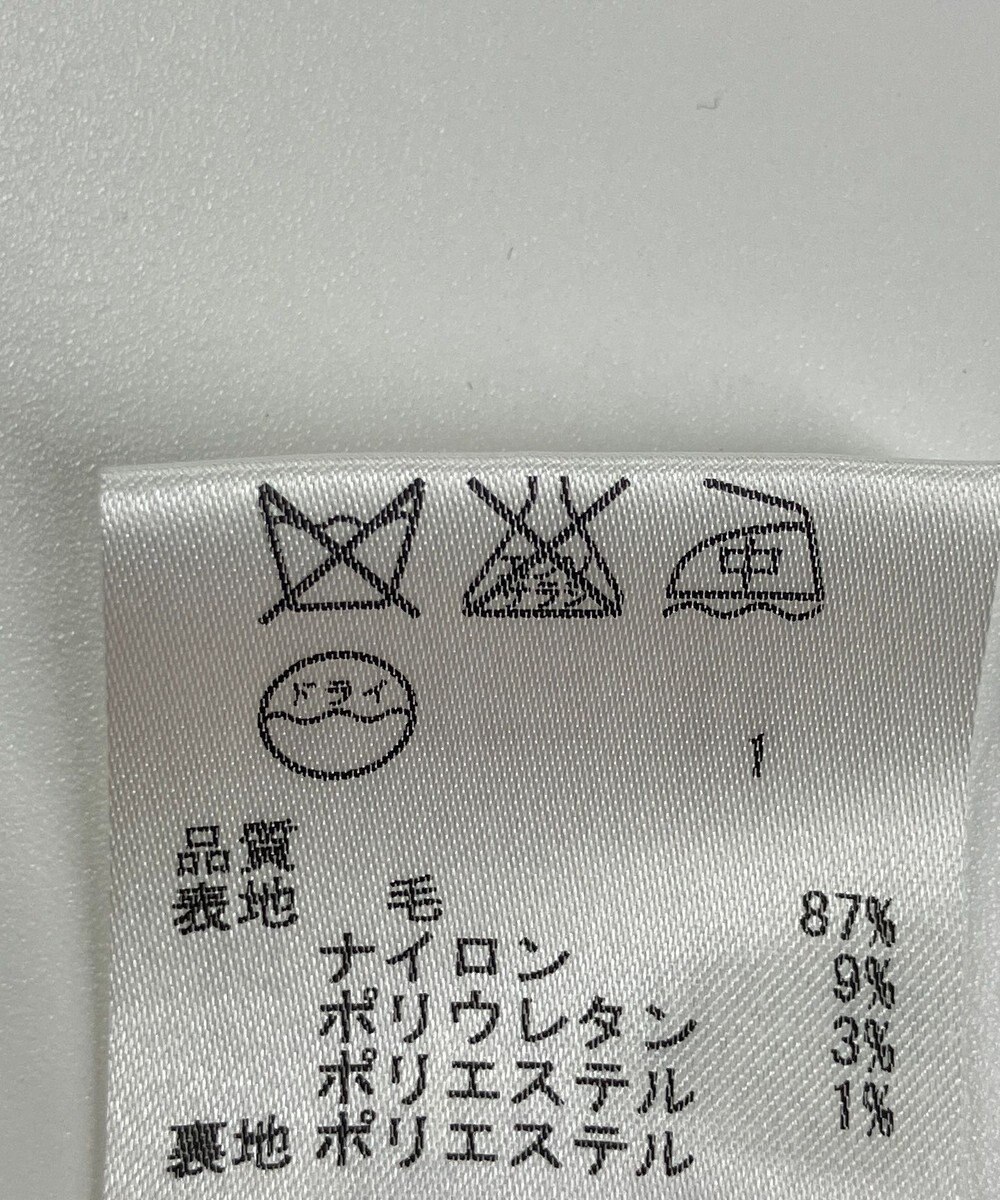 中
ドライ
1
品質
表地 毛 87%
ナイロン 9%
ポリウレタン 3%
ポリエステル 1%
裏地 ポリエステル